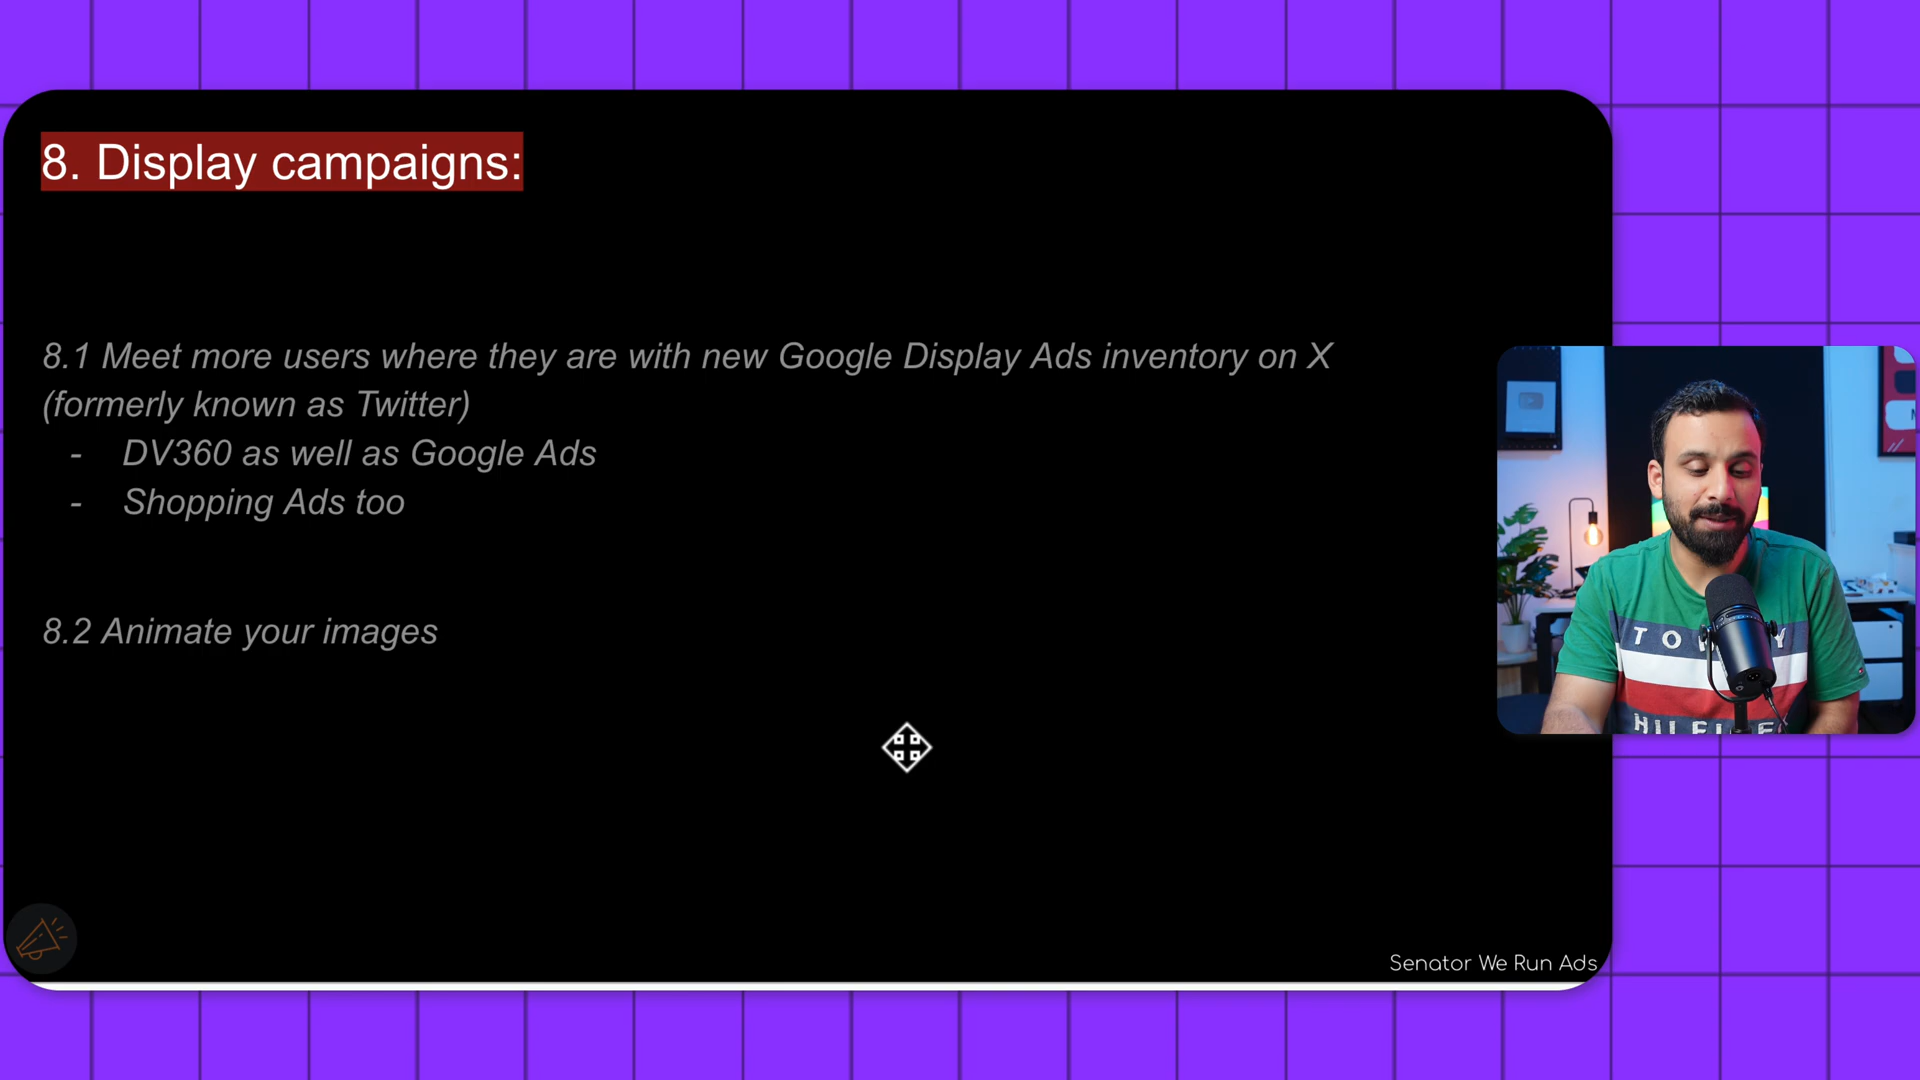 8. Display campaigns:
8.1 Meet more users where they are with new Google Display Ads inventory on X
(formerly known as Twitter)
- DV360 as well as Google Ads
- Shopping Ads too
8.2 Animate your images
Senator We Run Ads